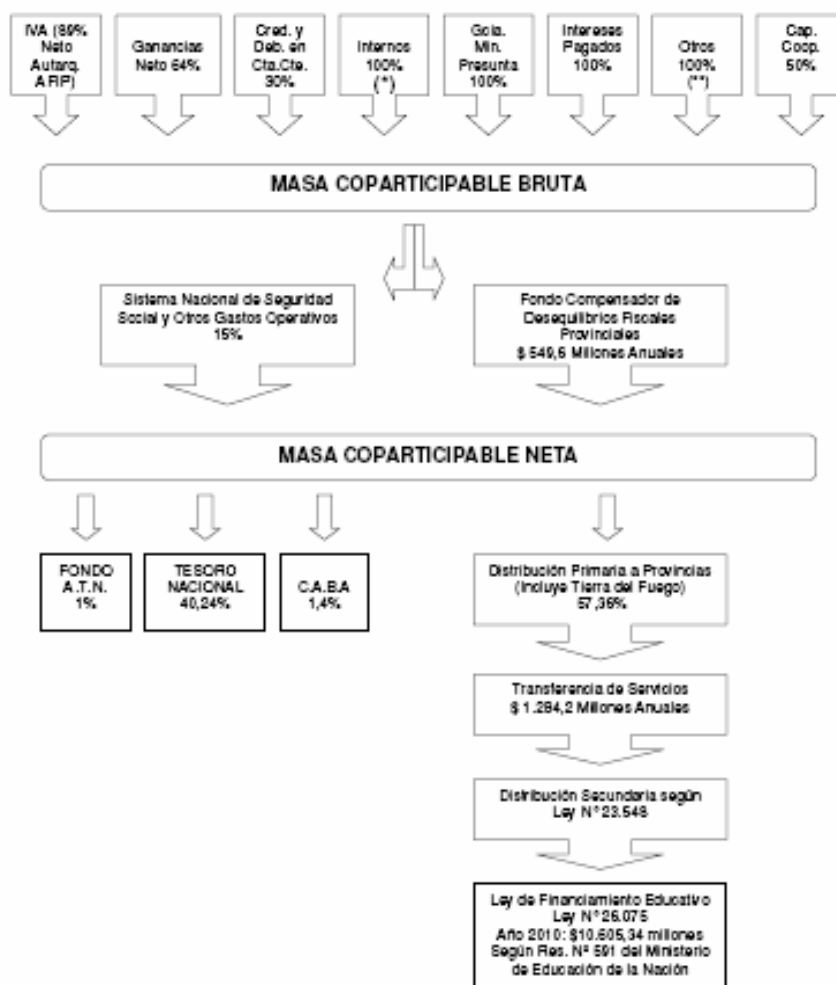 IVA (89%
Neto
Autarq.
AFIP)
Ganancias
Neto 64%
Cred. y
Deb. en
Cta.Cte.
30%
Internos
100%
(*)
Gcia.
Min.
Presunta
100%
Intereses
Pagados
100%
Otros
100%
(**)
Cap.
Coop.
50%
MASA COPARTICIPABLE BRUTA
Sistema Nacional de Seguridad
Social y Otros Gastos Operativos
15%
Fondo Compensador de
Desequilibrios Fiscales
Provinciales
$ 549,6 Millones Anuales
MASA COPARTICIPABLE NETA
FONDO
A.T.N.
1%
TESORO
NACIONAL
40,24%
C.A.B.A
1,4%
Distribución Primaria a Provincias
(Incluye Tierra del Fuego)
57,36%
Transferencia de Servicios
$ 1.284,2 Millones Anuales
Distribución Secundaria según
Ley Nº 23.548
Ley de Financiamiento Educativo
Ley Nº 26.075
Año 2010: $10.605,34 millones
Según Res. Nº 591 del Ministerio
de Educación de la Nación